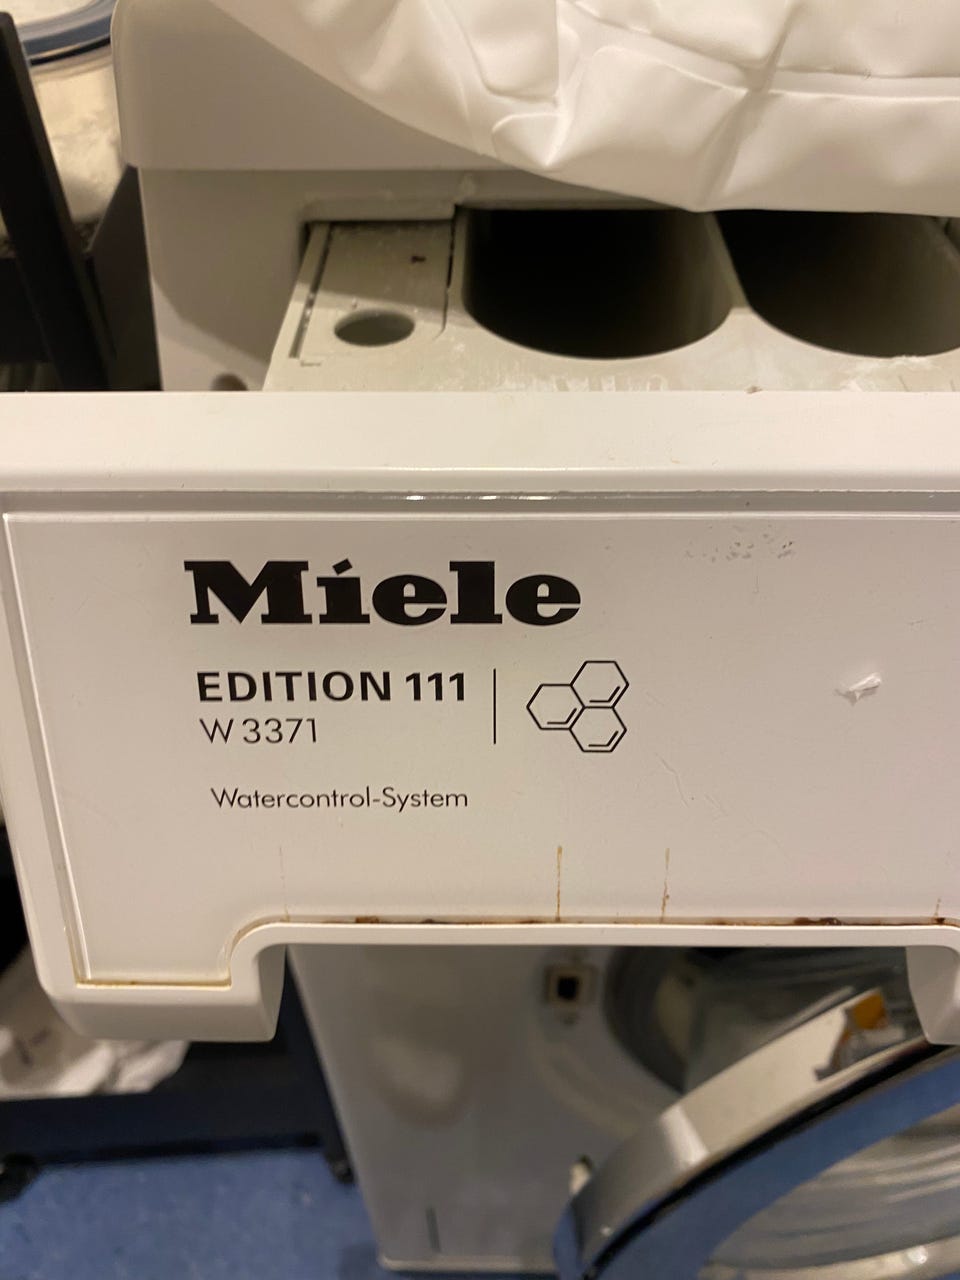 Miele
EDITION 111
W 3371
Watercontrol-System